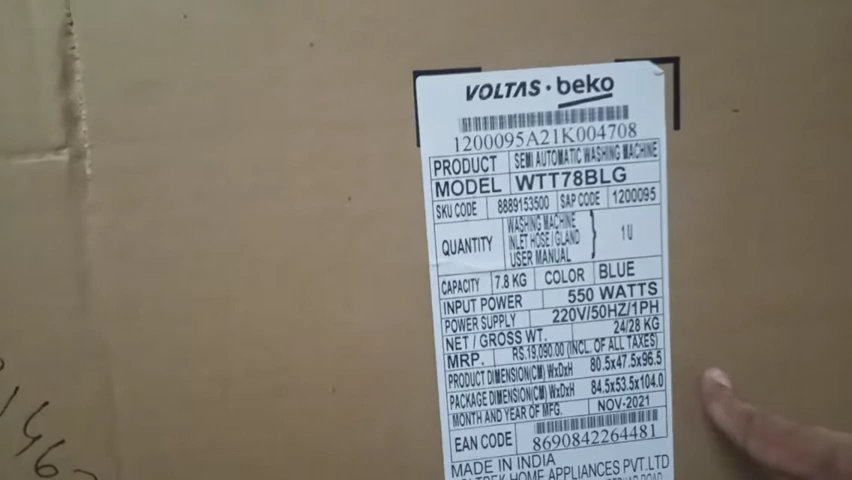 VOLTAS · beko
1200095A21K004708
PRODUCT SEMI AUTOMATIC WASHING MACHINE
MODEL WTT78BLG
SKU CODE 8889153500 SAP CODE 1200095
QUANTITY WASHING MACHINE INLET HOSE / GLAND USER MANUAL } 1 U
CAPACITY 7.8 KG COLOR BLUE
INPUT POWER 550 WATTS
POWER SUPPLY 220V/50HZ/1PH
NET / GROSS WT. 24/28 KG
MRP. RS.19,090.00 (INCL. OF ALL TAXES)
PRODUCT DIMENSION(CM) WxDxH 80.5x47.5x96.5
PACKAGE DIMENSION(CM) WxDxH 84.5x53.5x104.0
MONTH AND YEAR OF MFG. NOV-2021
EAN CODE 8690842264481
MADE IN INDIA
HOME APPLIANCES PVT.LTD